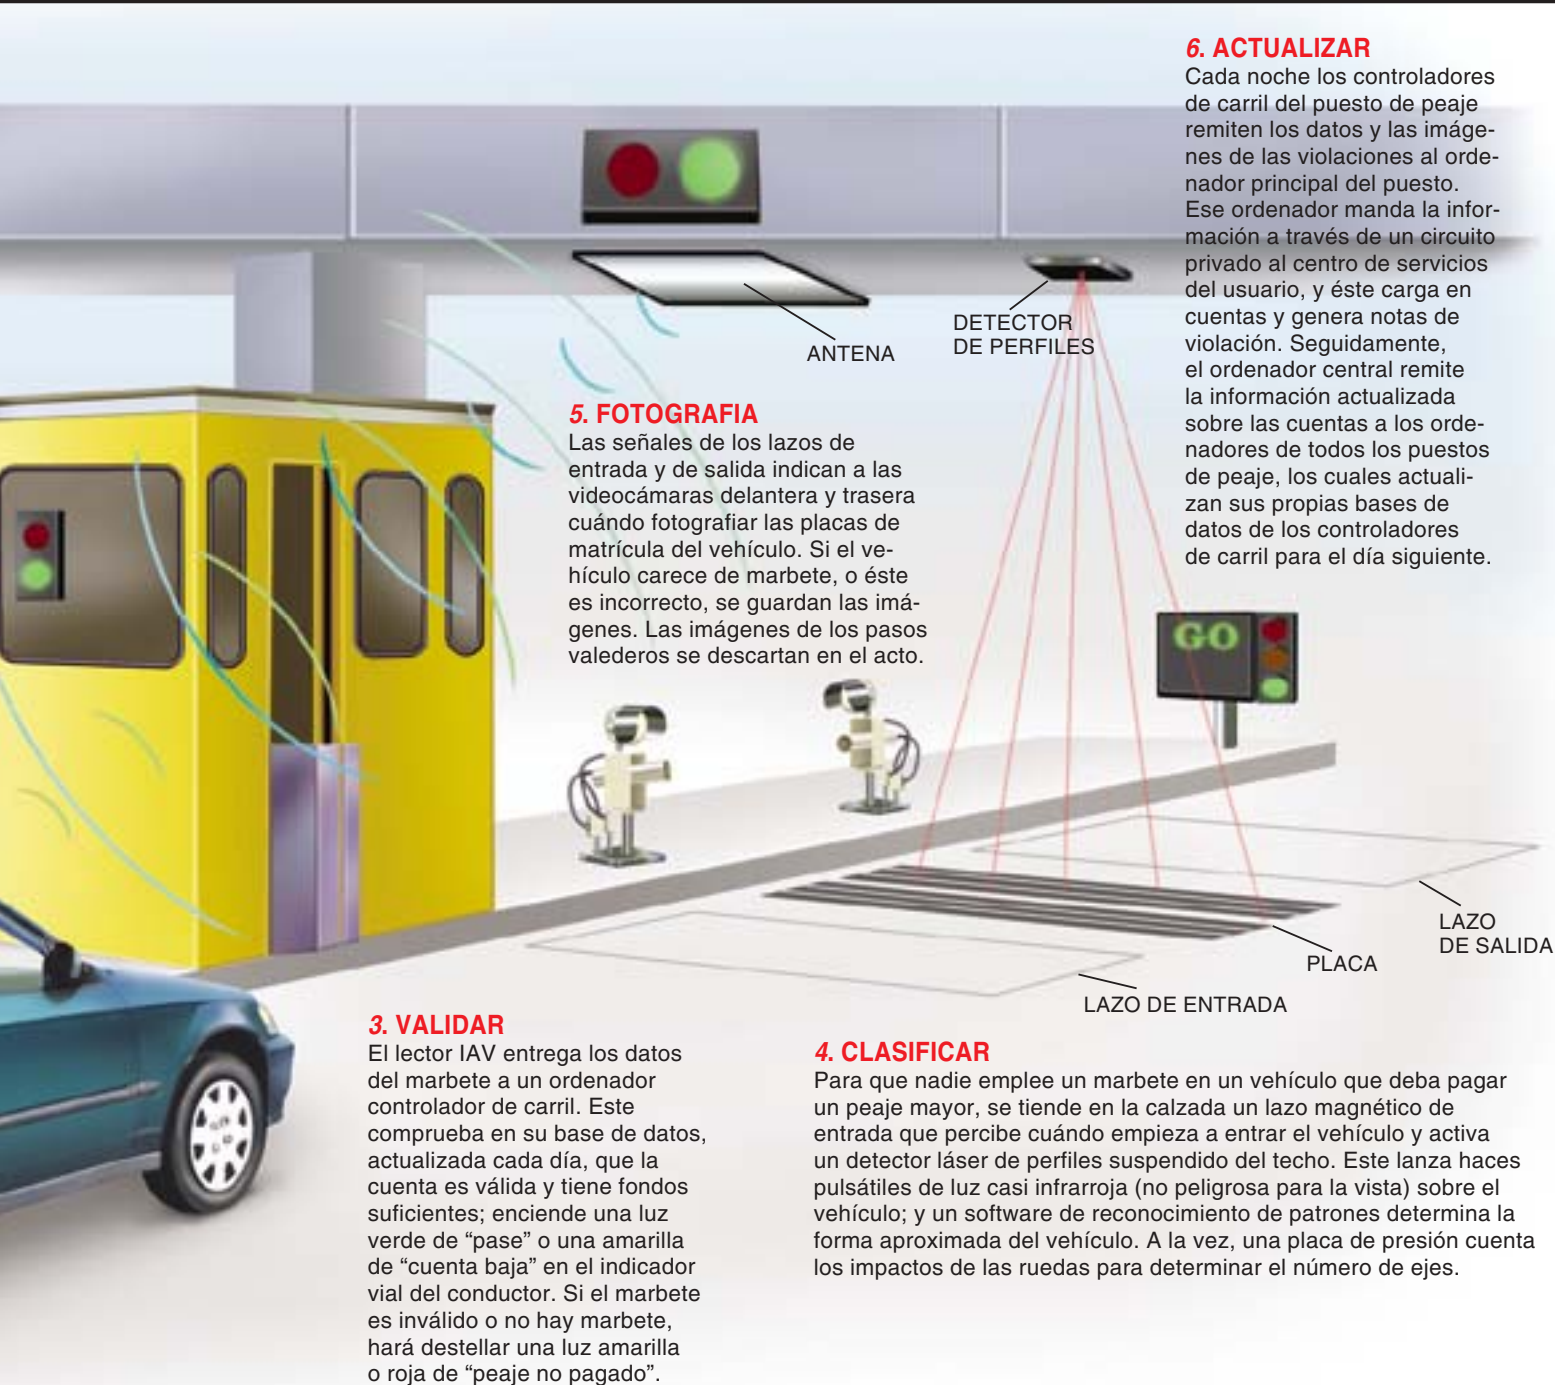 6. ACTUALIZAR
Cada noche los controladores
de carril del puesto de peaje
remiten los datos y las imáge-
nes de las violaciones al orde-
nador principal del puesto.
Ese ordenador manda la infor-
mación a través de un circuito
privado al centro de servicios
del usuario, y éste carga en
cuentas y genera notas de
violación. Seguidamente,
el ordenador central remite
la información actualizada
sobre las cuentas a los orde-
nadores de todos los puestos
de peaje, los cuales actuali-
zan sus propias bases de
datos de los controladores
de carril para el día siguiente.
DETECTOR
DE PERFILES
ANTENA
5. FOTOGRAFIA
Las señales de los lazos de
entrada y de salida indican a las
videocámaras delantera y trasera
cuándo fotografiar las placas de
matrícula del vehículo. Si el ve-
hículo carece de marbete, o éste
es incorrecto, se guardan las imá-
genes. Las imágenes de los pasos
valederos se descartan en el acto.
GO
LAZO
DE SALIDA
PLACA
LAZO DE ENTRADA
3. VALIDAR
El lector IAV entrega los datos
del marbete a un ordenador
controlador de carril. Este
comprueba en su base de datos,
actualizada cada día, que la
cuenta es válida y tiene fondos
suficientes; enciende una luz
verde de “pase” o una amarilla
de “cuenta baja” en el indicador
vial del conductor. Si el marbete
es inválido o no hay marbete,
hará destellar una luz amarilla
o roja de “peaje no pagado”.
4. CLASIFICAR
Para que nadie emplee un marbete en un vehículo que deba pagar
un peaje mayor, se tiende en la calzada un lazo magnético de
entrada que percibe cuándo empieza a entrar el vehículo y activa
un detector láser de perfiles suspendido del techo. Este lanza haces
pulsátiles de luz casi infrarroja (no peligrosa para la vista) sobre el
vehículo; y un software de reconocimiento de patrones determina la
forma aproximada del vehículo. A la vez, una placa de presión cuenta
los impactos de las ruedas para determinar el número de ejes.